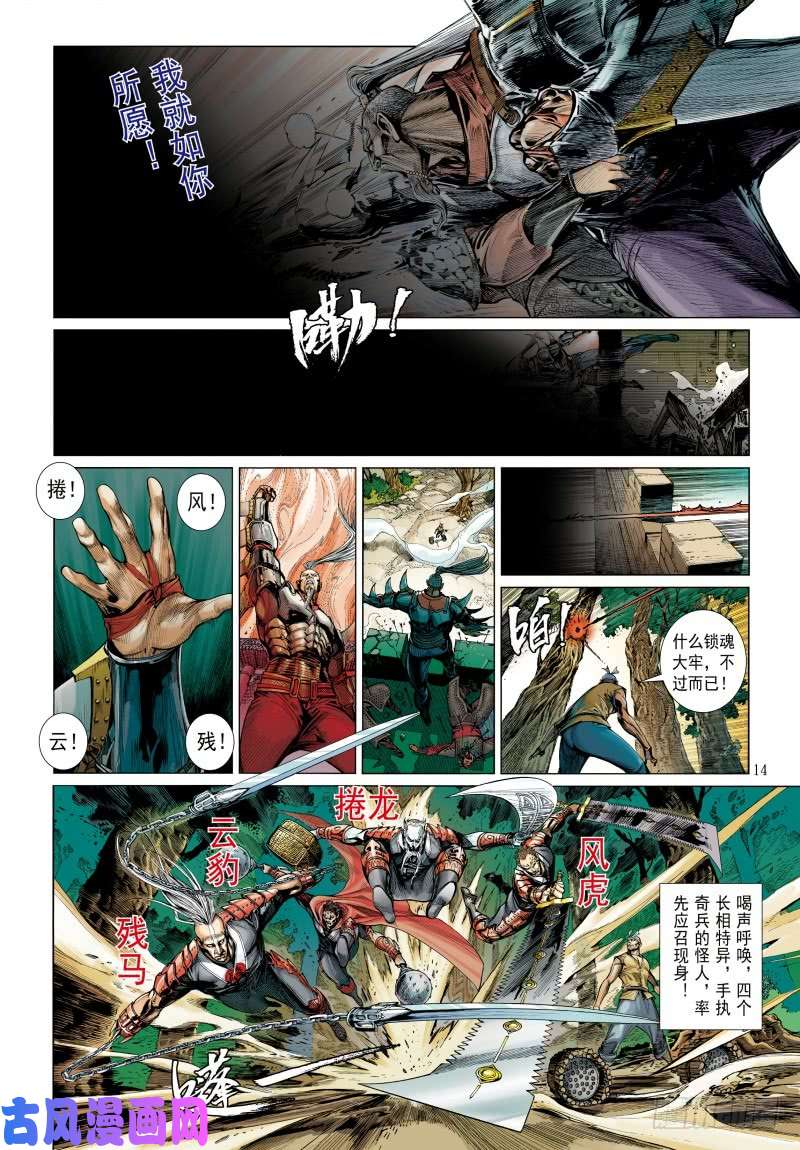 我就如你
所愿！
嘞！
捲！
风！
云！
残！
啪！
什么锁魂
大牢，不
过而已！
14
捲龙
云豹
风虎
残马
喝声呼唤，四个
长相特异，手执
奇兵的怪人，率
先应召现身！
古风漫画网